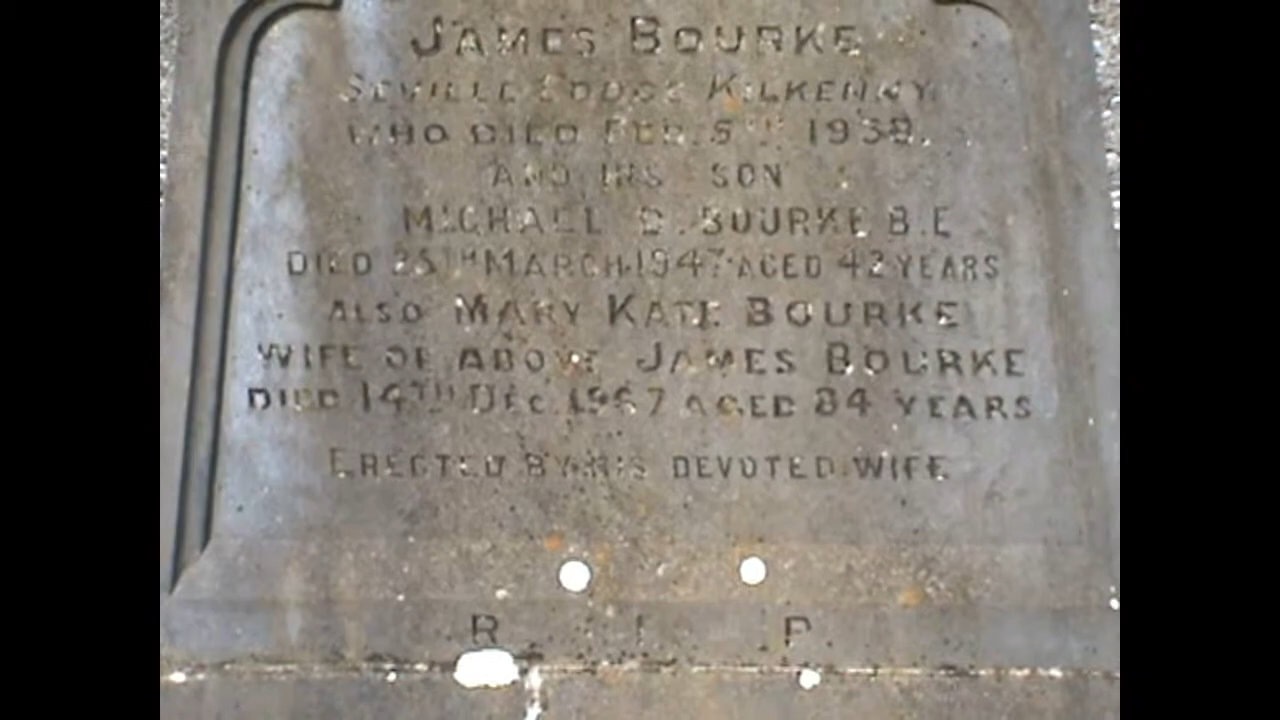 JAMES BOURKE
SEVILLE LODGE KILKENNY
WHO DIED FEB. 5TH 1938.
AND HIS SON
MICHAEL D. BOURKE B.E
DIED 25TH MARCH 1947 AGED 42 YEARS
ALSO MARY KATE BOURKE
WIFE OF ABOVE JAMES BOURKE
DIED 14TH DEC. 1967 AGED 84 YEARS
ERECTED BY HIS DEVOTED WIFE
R. I. P.